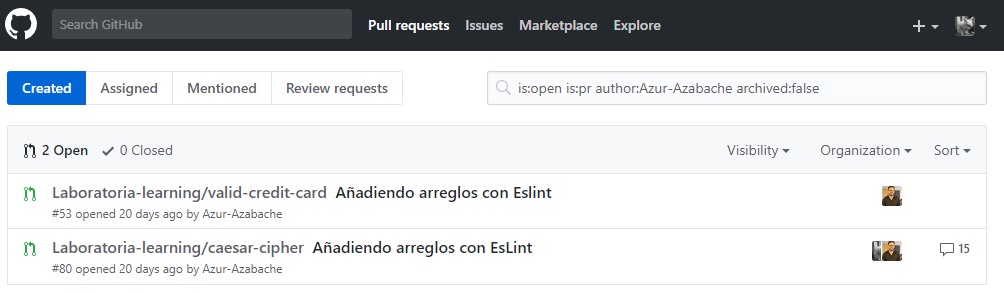 Search GitHub Pull requests Issues Marketplace Explore
Created Assigned Mentioned Review requests is:open is:pr author:Azur-Azabache archived:false
2 Open 0 Closed Visibility Organization Sort
Laboratoria-learning/valid-credit-card Añadiendo arreglos con Eslint
#53 opened 20 days ago by Azur-Azabache
Laboratoria-learning/caesar-cipher Añadiendo arreglos con EsLint 15
#80 opened 20 days ago by Azur-Azabache